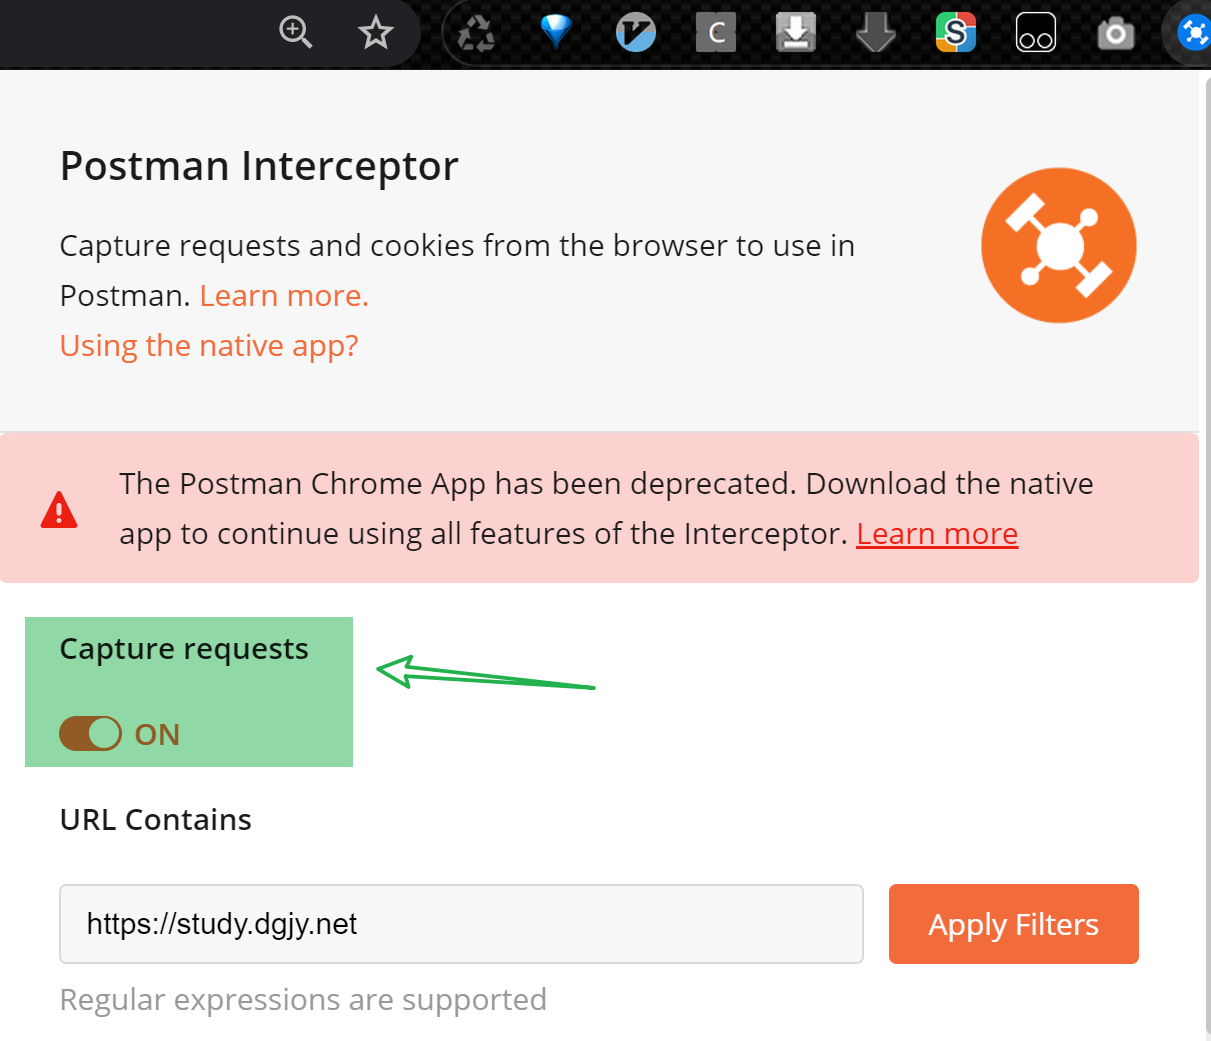 C
S
Postman Interceptor
Capture requests and cookies from the browser to use in
Postman. Learn more.
Using the native app?
The Postman Chrome App has been deprecated. Download the native
app to continue using all features of the Interceptor. Learn more
Capture requests
ON
URL Contains
https://study.dgjy.net
Apply Filters
Regular expressions are supported